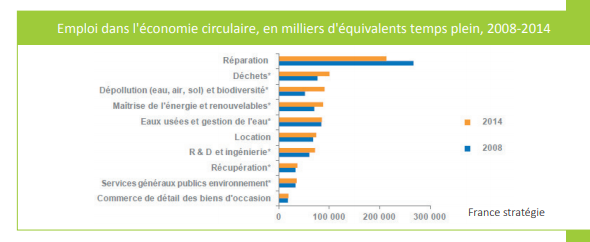 Emploi dans l'économie circulaire, en milliers d'équivalents temps plein, 2008-2014
Réparation
Déchets*
Dépollution (eau, air, sol) et biodiversité*
Maîtrise de l'énergie et renouvelables*
Eaux usées et gestion de l'eau*
Location
R & D et ingénierie*
Récupération*
Services généraux publics environnement*
Commerce de détail des biens d'occasion
0 100 000 200 000 300 000
2014
2008
France stratégie